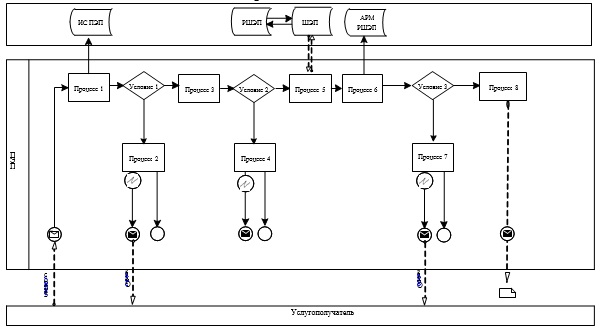 ИС ПЭП
РШЭП
ШЭП
АРМ
РШЭП
Процесс 1
Условие 1
Процесс 3
Условие 2
Процесс 5
Процесс 6
Условие 3
Процесс 8
Процесс 2
Процесс 4
Процесс 7
Услугополучатель